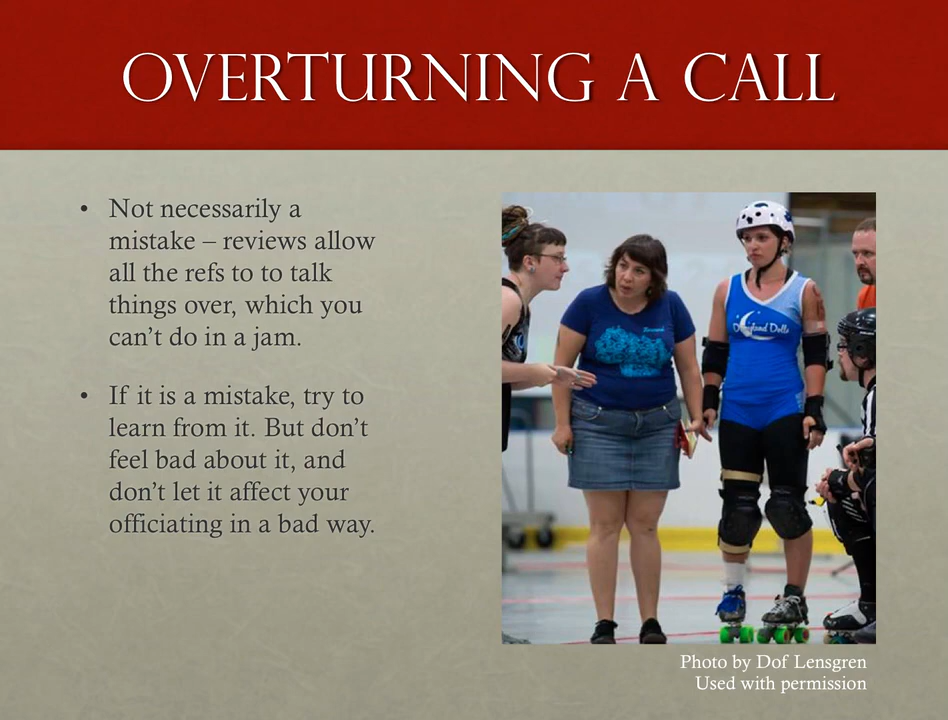 OVERTURNING A CALL
• Not necessarily a
mistake – reviews allow
all the refs to to talk
things over, which you
can’t do in a jam.
• If it is a mistake, try to
learn from it. But don’t
feel bad about it, and
don’t let it affect your
officiating in a bad way.
Photo by Dof Lensgren
Used with permission